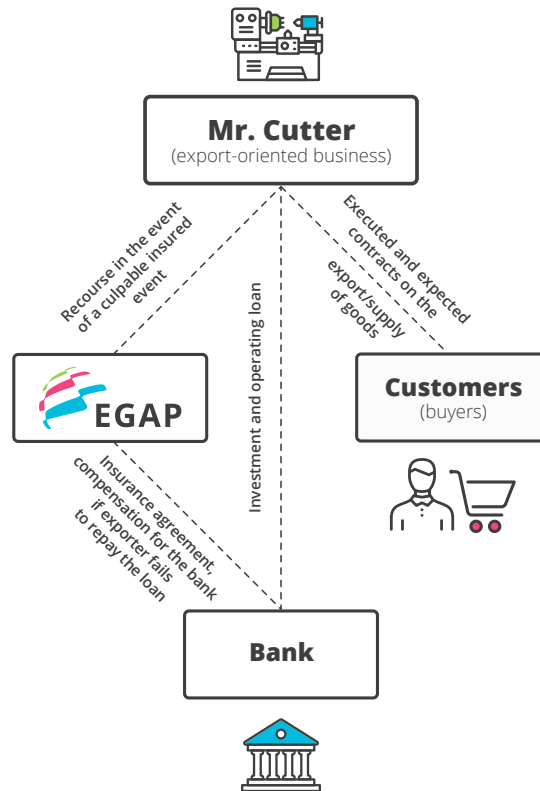 Mr. Cutter
(export-oriented business)
Recourse in the event
of a culpable insured
event
Investment and operating loan
Executed and expected
contracts on the
export/supply
of goods
EGAP
Customers
(buyers)
Insurance agreement,
compensation for the bank
if exporter fails
to repay the loan
Bank